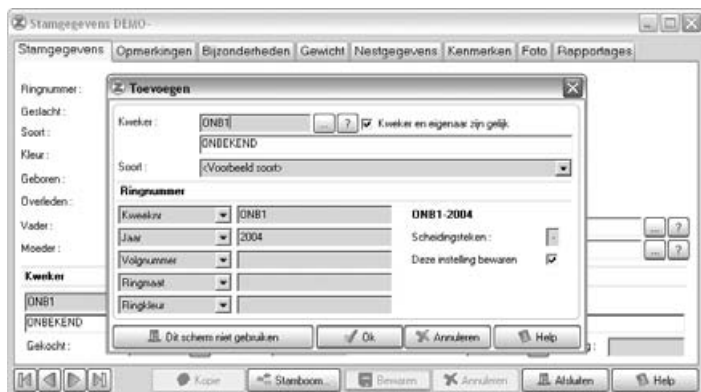 Stamgegevens DEMO-
Stamgegevens Opmerkingen Bijzonderheden Gewicht Nestgegevens Kenmerken Foto Rapportages
Ringnummer :
Geslacht :
Soort :
Kleur :
Geboren :
Overleden :
Vader : ... ?
Moeder : ... ?
Kweker
ONB1
ONBEKEND
Gekocht :
Toevoegen
Kweker : ONB1 ... ? Kweker en eigenaar zijn gelijk
ONBEKEND
Soort : <Voorbeeld soort>
Ringnummer
Kweeknr ONB1 ONB1-2004
Jaar 2004 Scheidingsteken : -
Volgnummer Deze instelling bewaren
Ringmaat
Ringkleur
Dit scherm niet gebruiken Ok Annuleren Help
Kopie Stamboom... Bewaren Annuleren Afsluiten Help